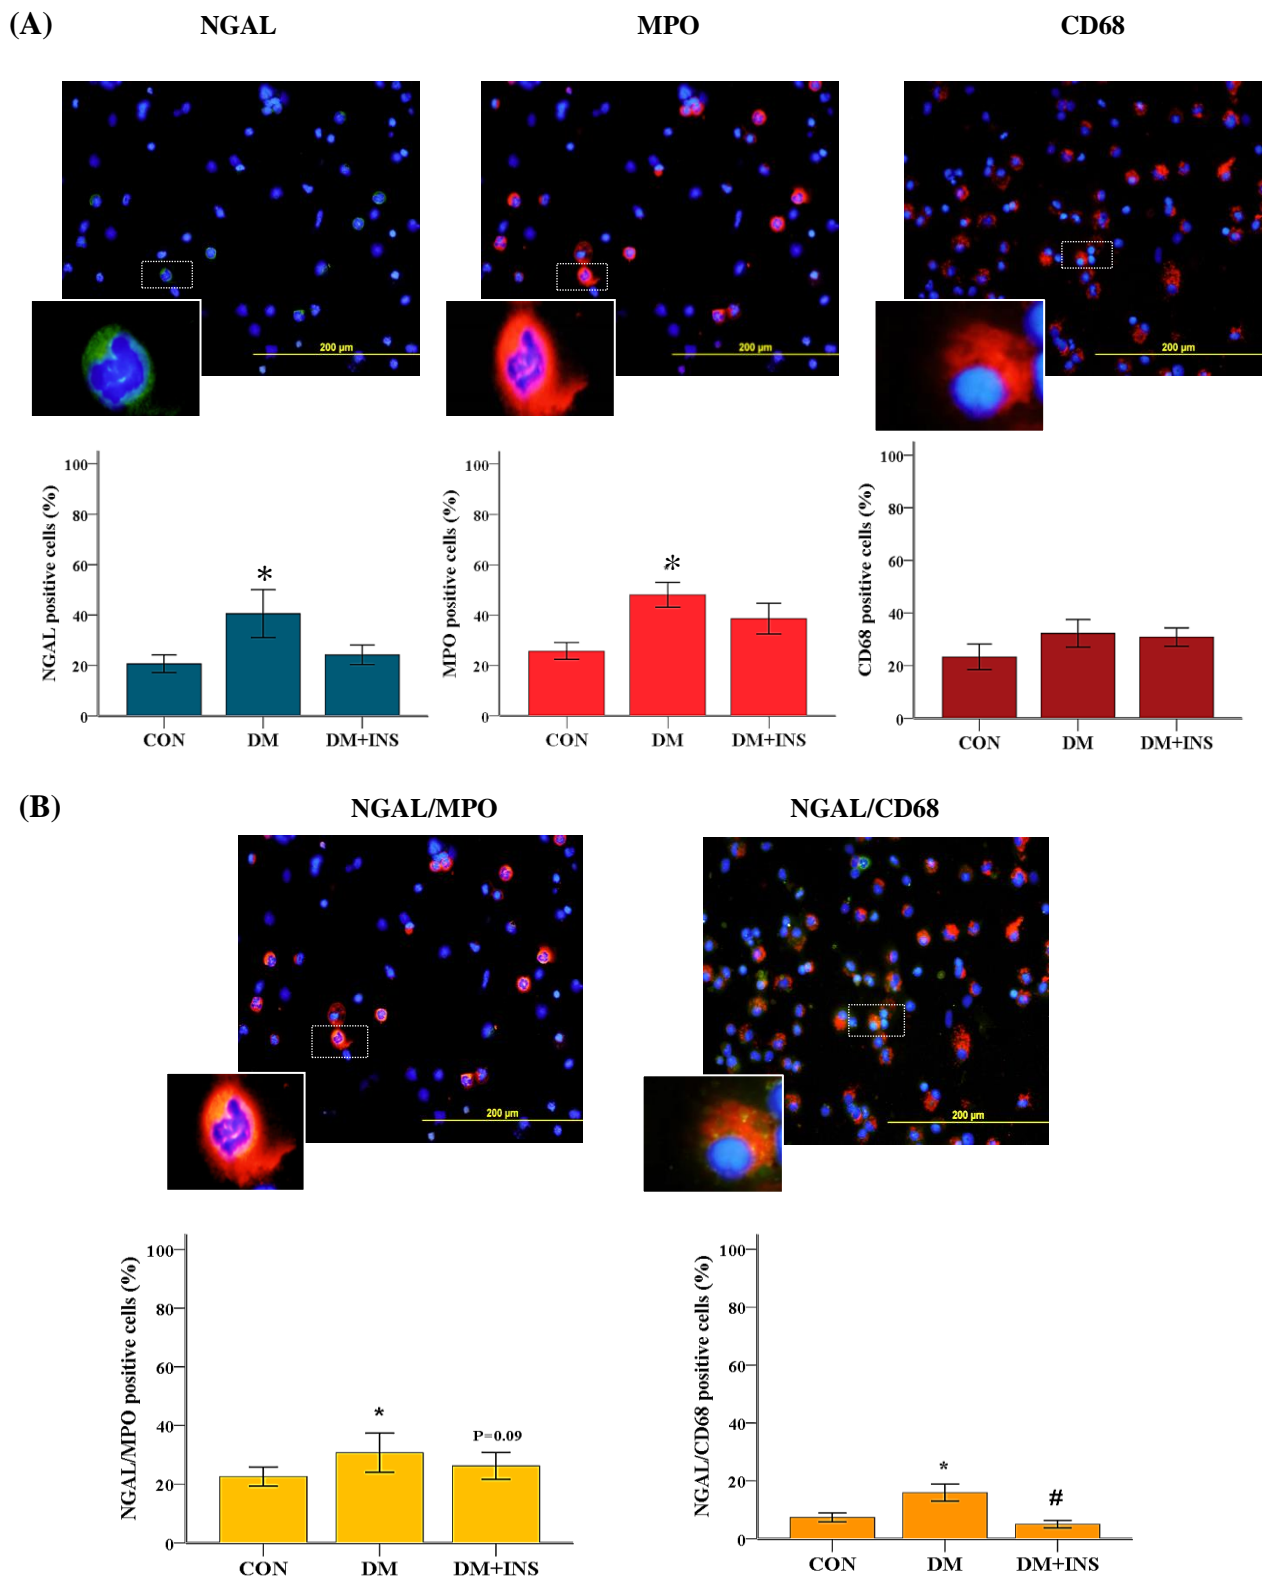 (A) NGAL MPO CD68
200 μm 200 μm 200 μm
NGAL positive cells (%)
100
80
60
40
20
0
*
CON DM DM+INS
MPO positive cells (%)
100
80
60
40
20
0
*
CON DM DM+INS
CD68 positive cells (%)
100
80
60
40
20
0
CON DM DM+INS
(B) NGAL/MPO NGAL/CD68
200 μm 200 μm
NGAL/MPO positive cells (%)
100
80
60
40
20
0
*
P=0.09
CON DM DM+INS
NGAL/CD68 positive cells (%)
100
80
60
40
20
0
*
#
CON DM DM+INS